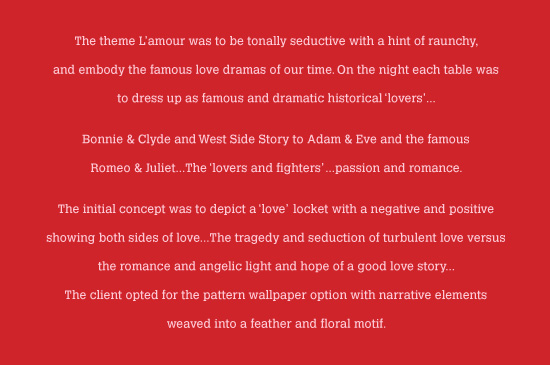 The theme L’amour was to be tonally seductive with a hint of raunchy,
and embody the famous love dramas of our time. On the night each table was
to dress up as famous and dramatic historical ‘lovers’...
Bonnie & Clyde and West Side Story to Adam & Eve and the famous
Romeo & Juliet...The ‘lovers and fighters’...passion and romance.
The initial concept was to depict a ‘love’ locket with a negative and positive
showing both sides of love...The tragedy and seduction of turbulent love versus
the romance and angelic light and hope of a good love story...
The client opted for the pattern wallpaper option with narrative elements
weaved into a feather and floral motif.